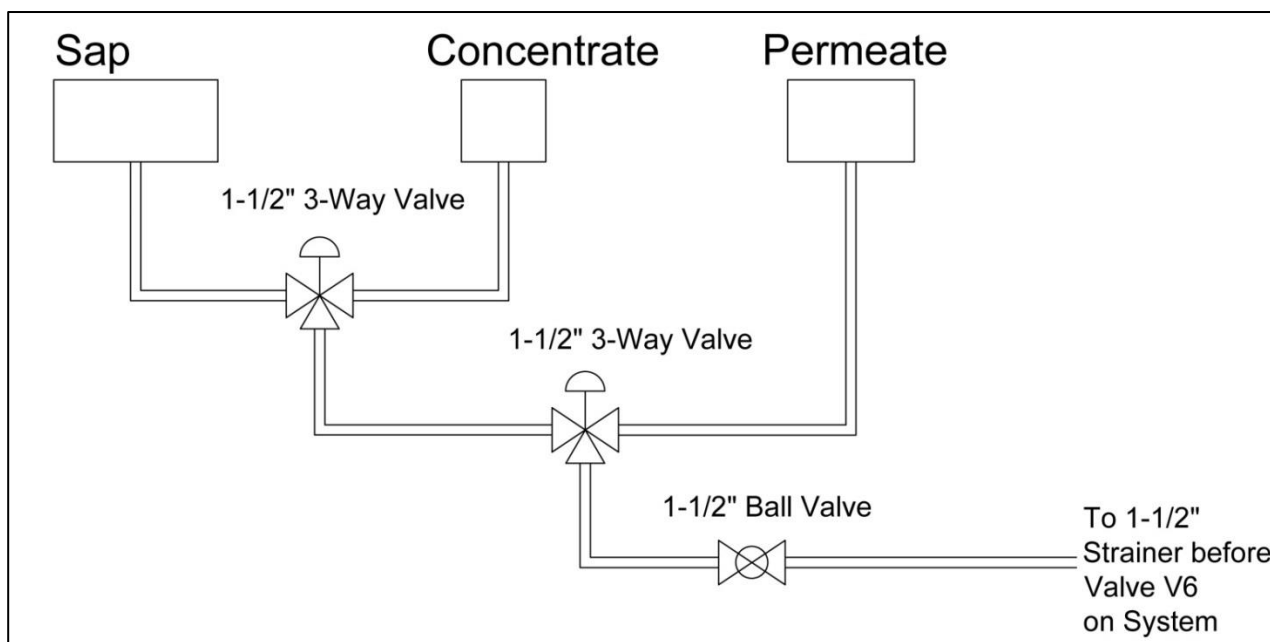 Sap
Concentrate
Permeate
1-1/2" 3-Way Valve
1-1/2" 3-Way Valve
1-1/2" Ball Valve
To 1-1/2"
Strainer before
Valve V6
on System